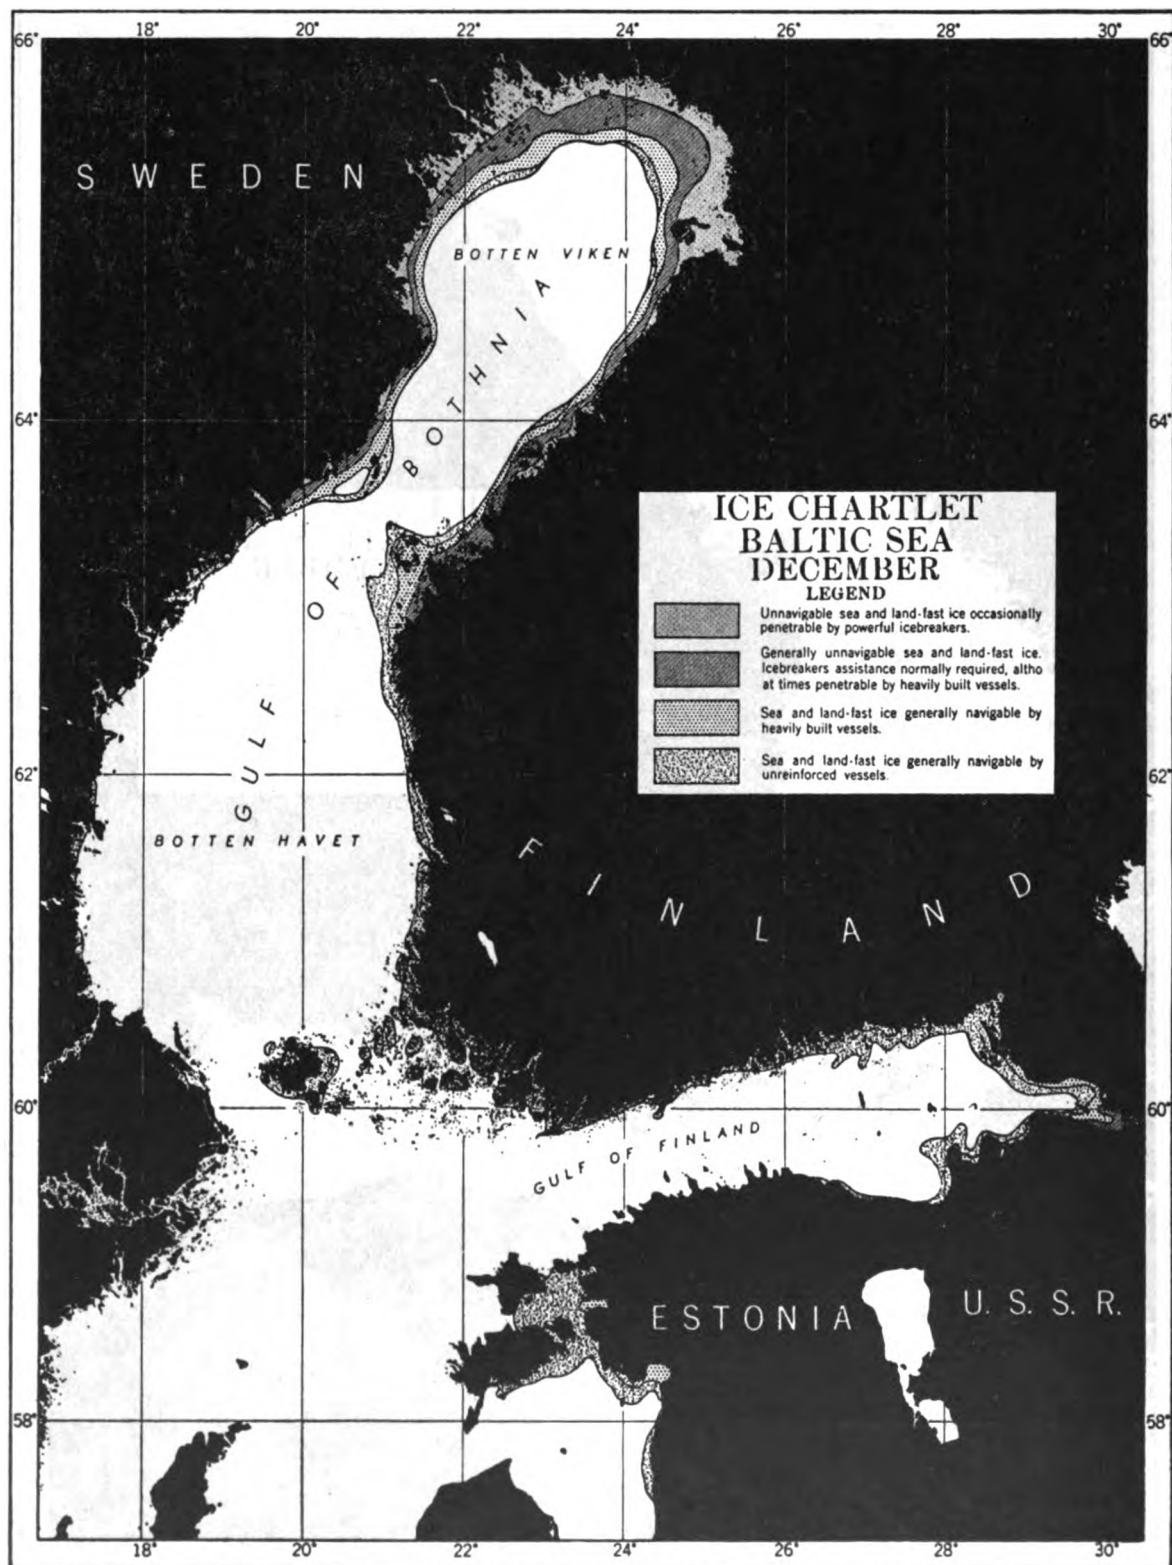 18° 20° 22° 24° 26° 28° 30°
66° 66°
SWEDEN
BOTTEN VIKEN
GULF OF BOTHNIA
64° 64°
ICE CHARTLET
BALTIC SEA
DECEMBER
LEGEND
Unnavigable sea and land-fast ice occasionally
penetrable by powerful icebreakers.
Generally unnavigable sea and land-fast ice.
Icebreakers assistance normally required, altho
at times penetrable by heavily built vessels.
Sea and land-fast ice generally navigable by
heavily built vessels.
Sea and land-fast ice generally navigable by
unreinforced vessels.
62° 62°
BOTTEN HAVET
FINLAND
60° 60°
GULF OF FINLAND
ESTONIA
U. S. S. R.
58° 58°
18° 20° 22° 24° 26° 28° 30°